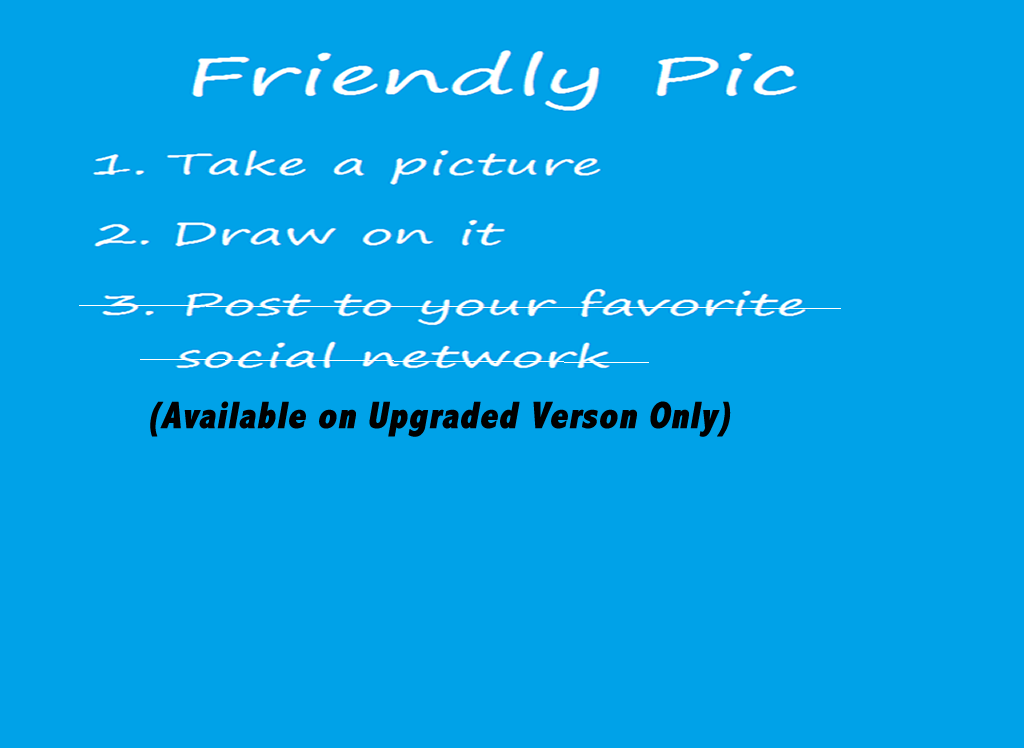 Friendly Pic
1. Take a picture
2. Draw on it
3. Post to your favorite
social network
(Available on Upgraded Verson Only)